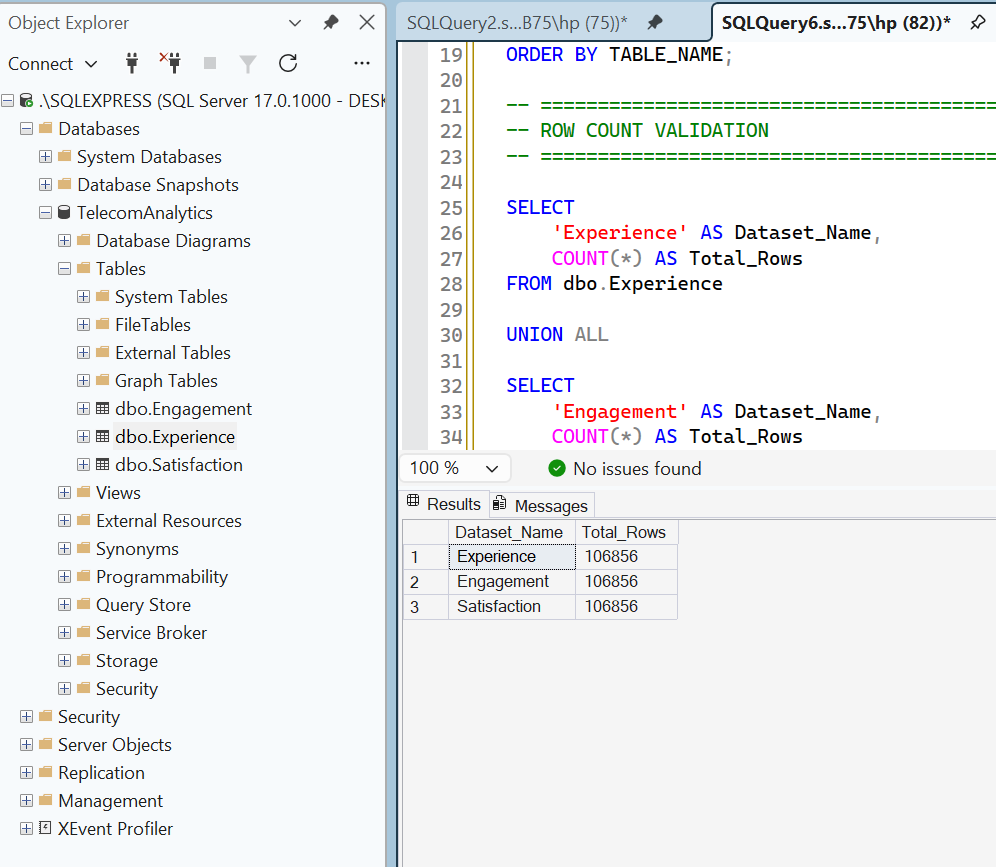 Object Explorer
Connect
.\SQLEXPRESS (SQL Server 17.0.1000 - DESK
Databases
System Databases
Database Snapshots
TelecomAnalytics
Database Diagrams
Tables
System Tables
FileTables
External Tables
Graph Tables
dbo.Engagement
dbo.Experience
dbo.Satisfaction
Views
External Resources
Synonyms
Programmability
Query Store
Service Broker
Storage
Security
Security
Server Objects
Replication
Management
XEvent Profiler
SQLQuery2.s...B75\hp (75))*
SQLQuery6.s...75\hp (82))*
19 ORDER BY TABLE_NAME;
20
21 -- ========================================
22 -- ROW COUNT VALIDATION
23 -- ========================================
24
25 SELECT
26 'Experience' AS Dataset_Name,
27 COUNT(*) AS Total_Rows
28 FROM dbo.Experience
29
30 UNION ALL
31
32 SELECT
33 'Engagement' AS Dataset_Name,
34 COUNT(*) AS Total_Rows
100 %
No issues found
Results Messages
Dataset_Name Total_Rows
1 Experience 106856
2 Engagement 106856
3 Satisfaction 106856